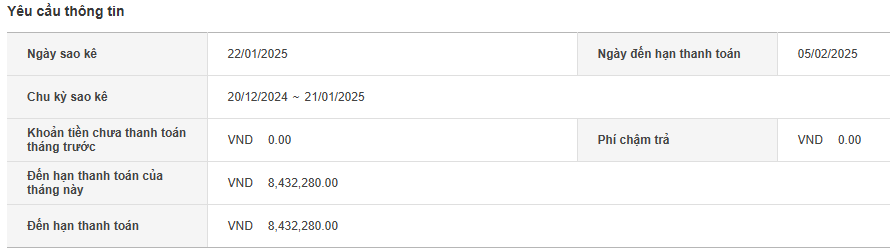 Yêu cầu thông tin
Ngày sao kê 22/01/2025 Ngày đến hạn thanh toán 05/02/2025
Chu kỳ sao kê 20/12/2024 ~ 21/01/2025
Khoản tiền chưa thanh toán
tháng trước
VND 0.00 Phí chậm trả VND 0.00
Đến hạn thanh toán của
tháng này
VND 8,432,280.00
Đến hạn thanh toán VND 8,432,280.00